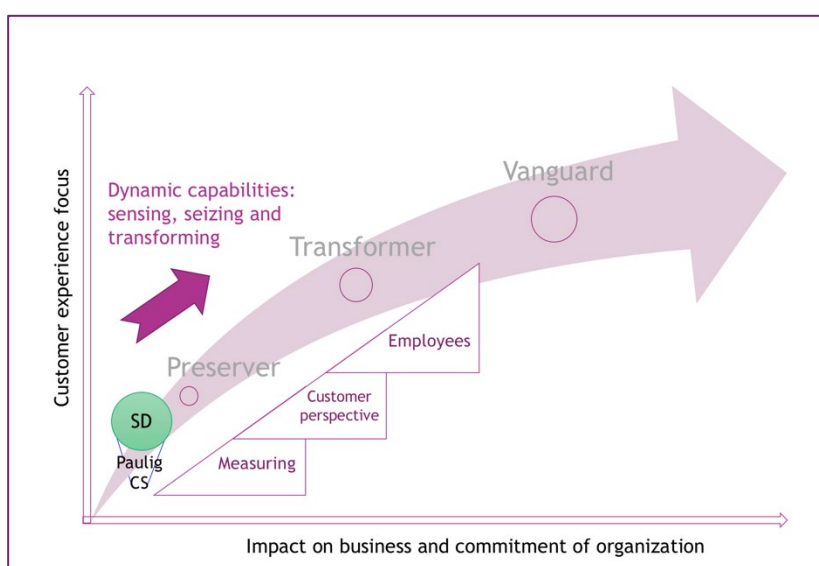 Customer experience focus
Dynamic capabilities:
sensing, seizing and
transforming
Vanguard
Transformer
Preserver
Employees
Customer
perspective
Measuring
SD
Paulig
CS
Impact on business and commitment of organization